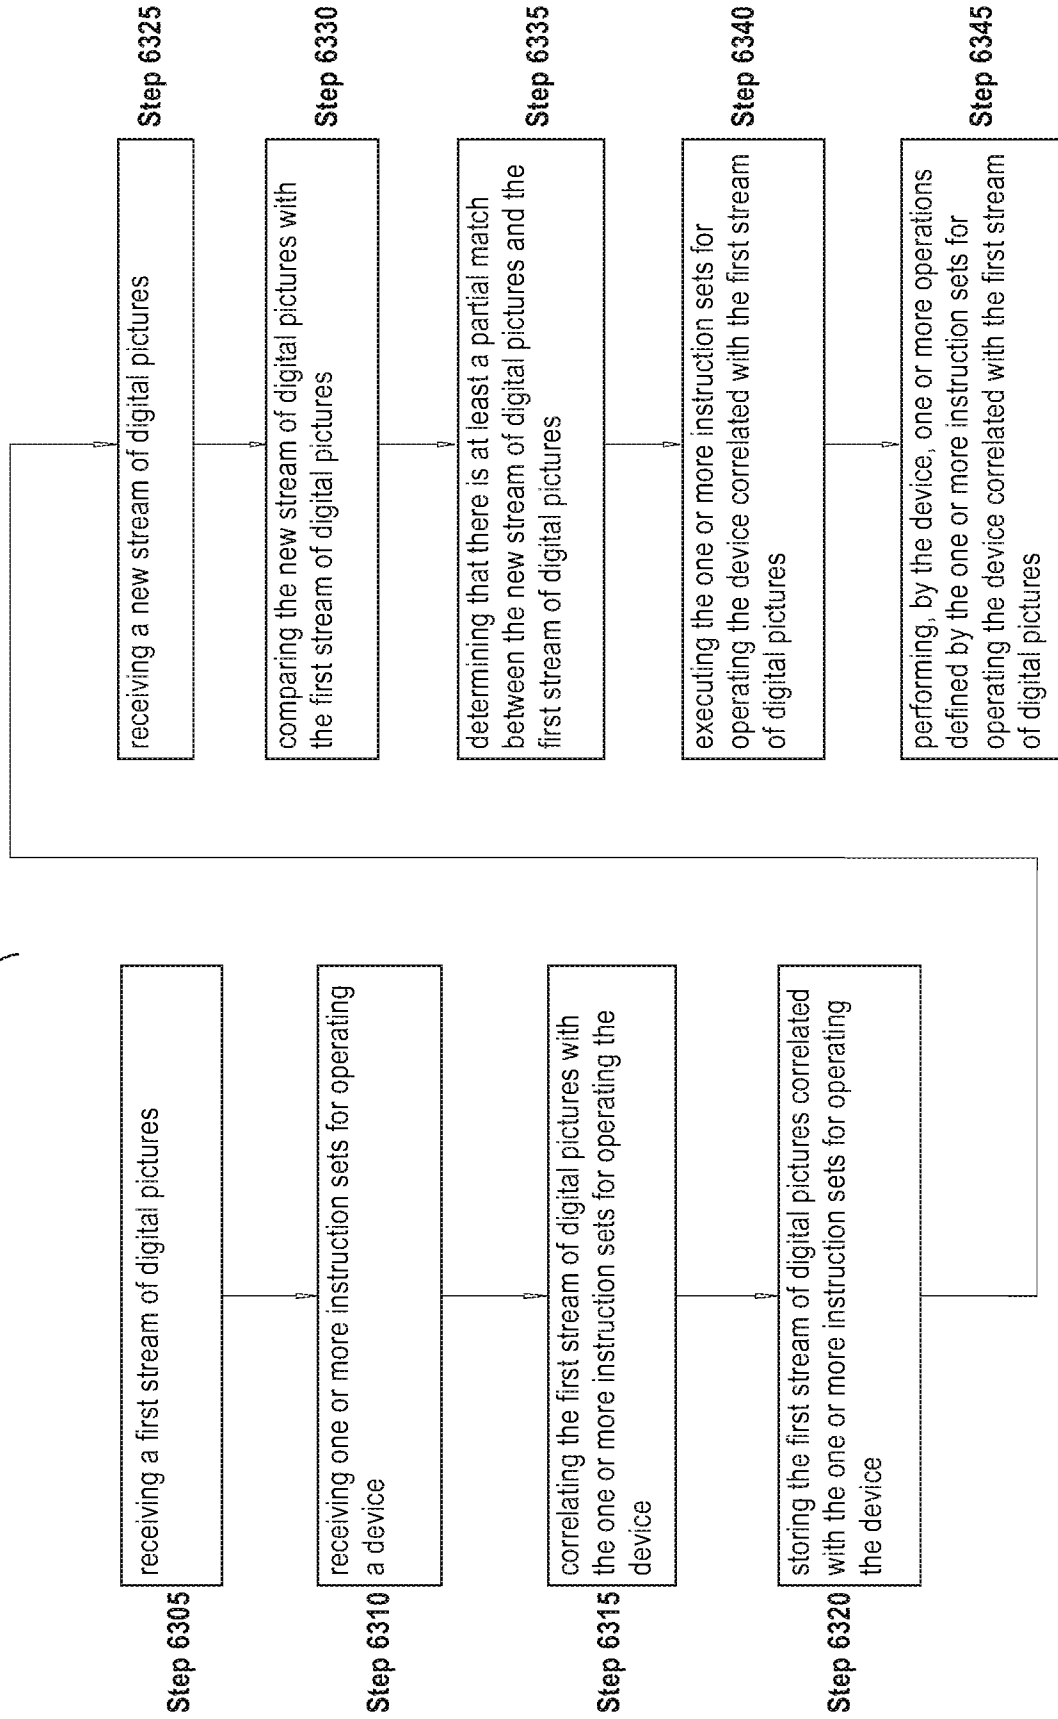 Step 6305
receiving a first stream of digital pictures
Step 6310
receiving one or more instruction sets for operating
a device
Step 6315
correlating the first stream of digital pictures with
the one or more instruction sets for operating the
device
Step 6320
storing the first stream of digital pictures correlated
with the one or more instruction sets for operating
the device
receiving a new stream of digital pictures
Step 6325
comparing the new stream of digital pictures with
the first stream of digital pictures
Step 6330
determining that there is at least a partial match
between the new stream of digital pictures and the
first stream of digital pictures
Step 6335
executing the one or more instruction sets for
operating the device correlated with the first stream
of digital pictures
Step 6340
performing, by the device, one or more operations
defined by the one or more instruction sets for
operating the device correlated with the first stream
of digital pictures
Step 6345